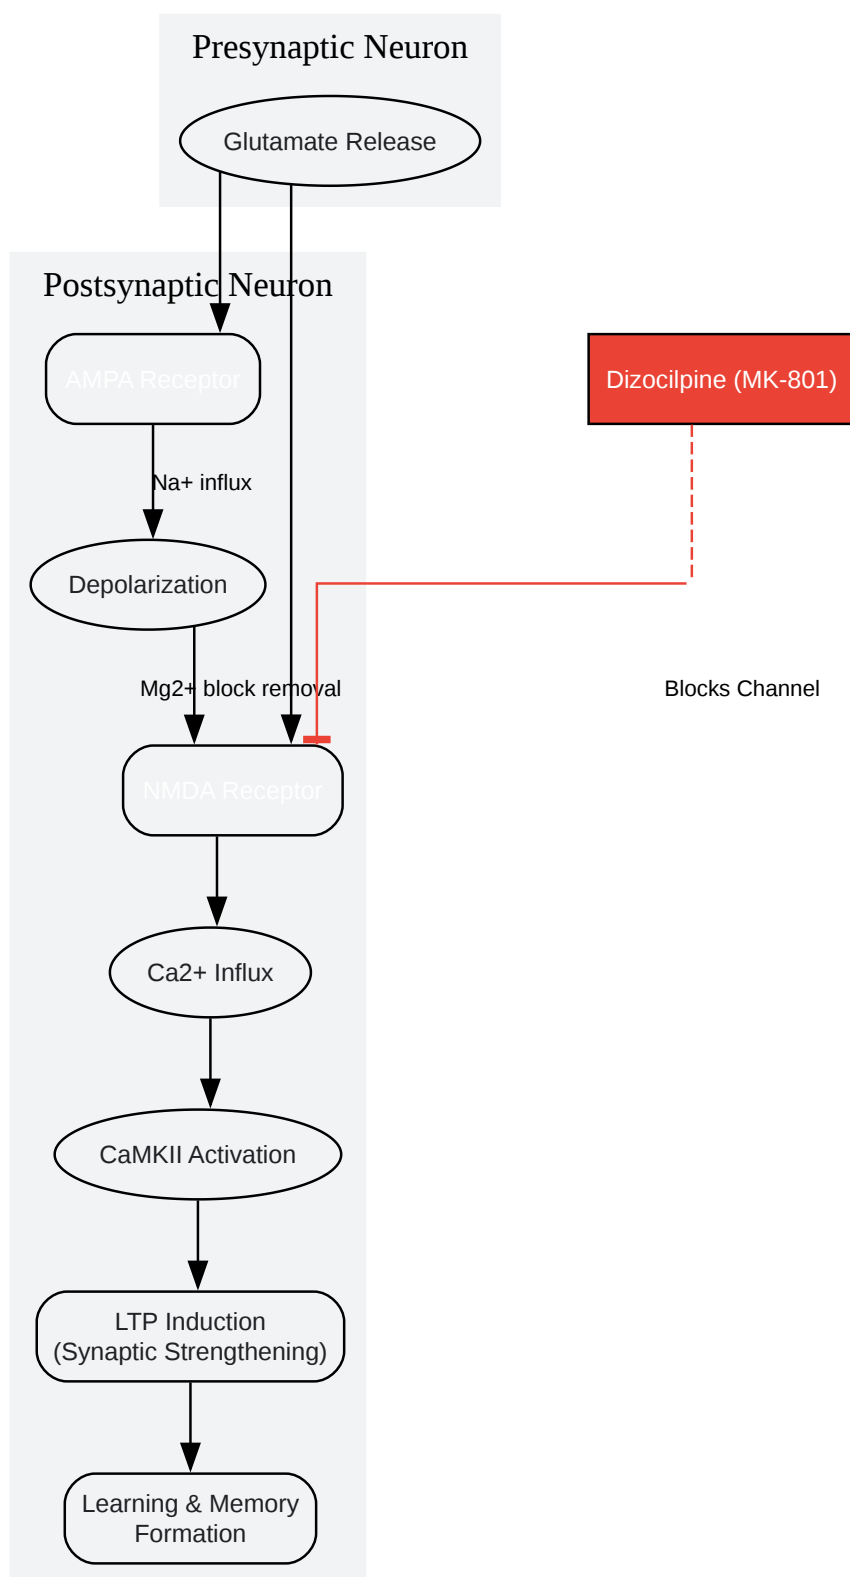 Presynaptic Neuron
Glutamate Release
Postsynaptic Neuron
AMPA Receptor
Dizocilpine (MK-801)
Na+ influx
Depolarization
Mg2+ block removal
Blocks Channel
NMDA Receptor
Ca2+ Influx
CaMKII Activation
LTP Induction
(Synaptic Strengthening)
Learning & Memory
Formation